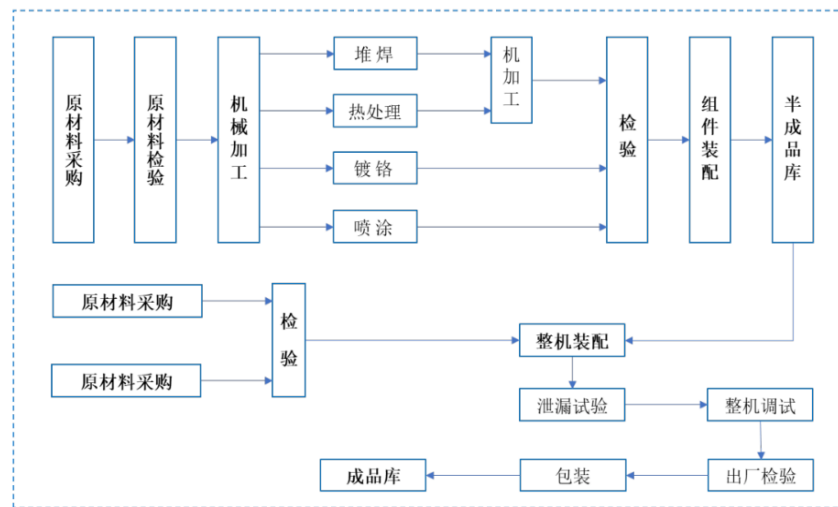 原材料采购
原材料检验
机械加工
堆焊
热处理
镀铬
喷涂
机加工
检验
组件装配
半成品库
原材料采购
原材料采购
检验
整机装配
泄漏试验
整机调试
出厂检验
包装
成品库